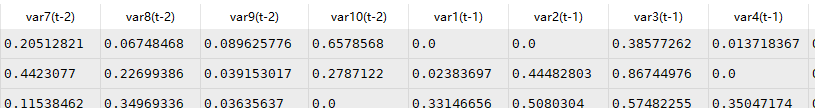 var7(t-2) var8(t-2) var9(t-2) var10(t-2) var1(t-1) var2(t-1) var3(t-1) var4(t-1)
0.20512821 0.06748468 0.089625776 0.6578568 0.0 0.0 0.38577262 0.013718367
0.4423077 0.22699386 0.039153017 0.2787122 0.02383697 0.44482803 0.86744976 0.0
0.11538462 0.34969336 0.03635637 0.0 0.33146656 0.5080304 0.57482255 0.35047174